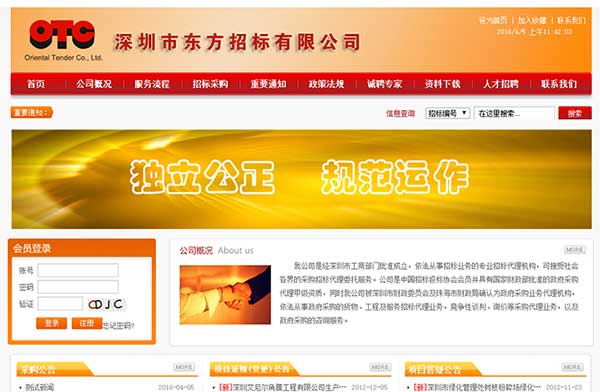 OTC
Oriental Tender Co., Ltd.
深圳市东方招标有限公司
设为首页 | 加入收藏 | 联系我们
2016/4/5 上午11:42:03
首页 公司概况 服务流程 招标采购 重要通知 政策法规 诚聘专家 资料下载 人才招聘 联系我们
重要通知：
信息查询 招标编号 在这里搜索... 搜索
独立公正 规范运作
会员登录
账号
密码
验证
CDJC
登录 注册 忘记密码?
公司概况 About us MORE
我公司是经深圳市工商部门批准成立，依法从事招标业务的专业招标代理机构，可接受社会
各界的采购招标代理委托服务。公司是中国招标投标协会会员并具有国家财政部批准的政府采购
代理甲级资质，同时我公司被深圳市财政委员会及珠海市财政局确认为政府采购业务代理机构，
依法从事政府采购的货物、工程及服务招标代理业务，竞争性谈判、询价等采购代理业务，以及
政府采购的咨询服务。
采购公告 MORE
测试新闻 2016-04-05
项目延期(变更)公告 MORE
[新]深圳艾尼尔角膜工程有限公司生产… 2012-12-05
项目答疑公告 MORE
[新]深圳市绿化管理处树枝粉碎场绿化… 2012-11-23